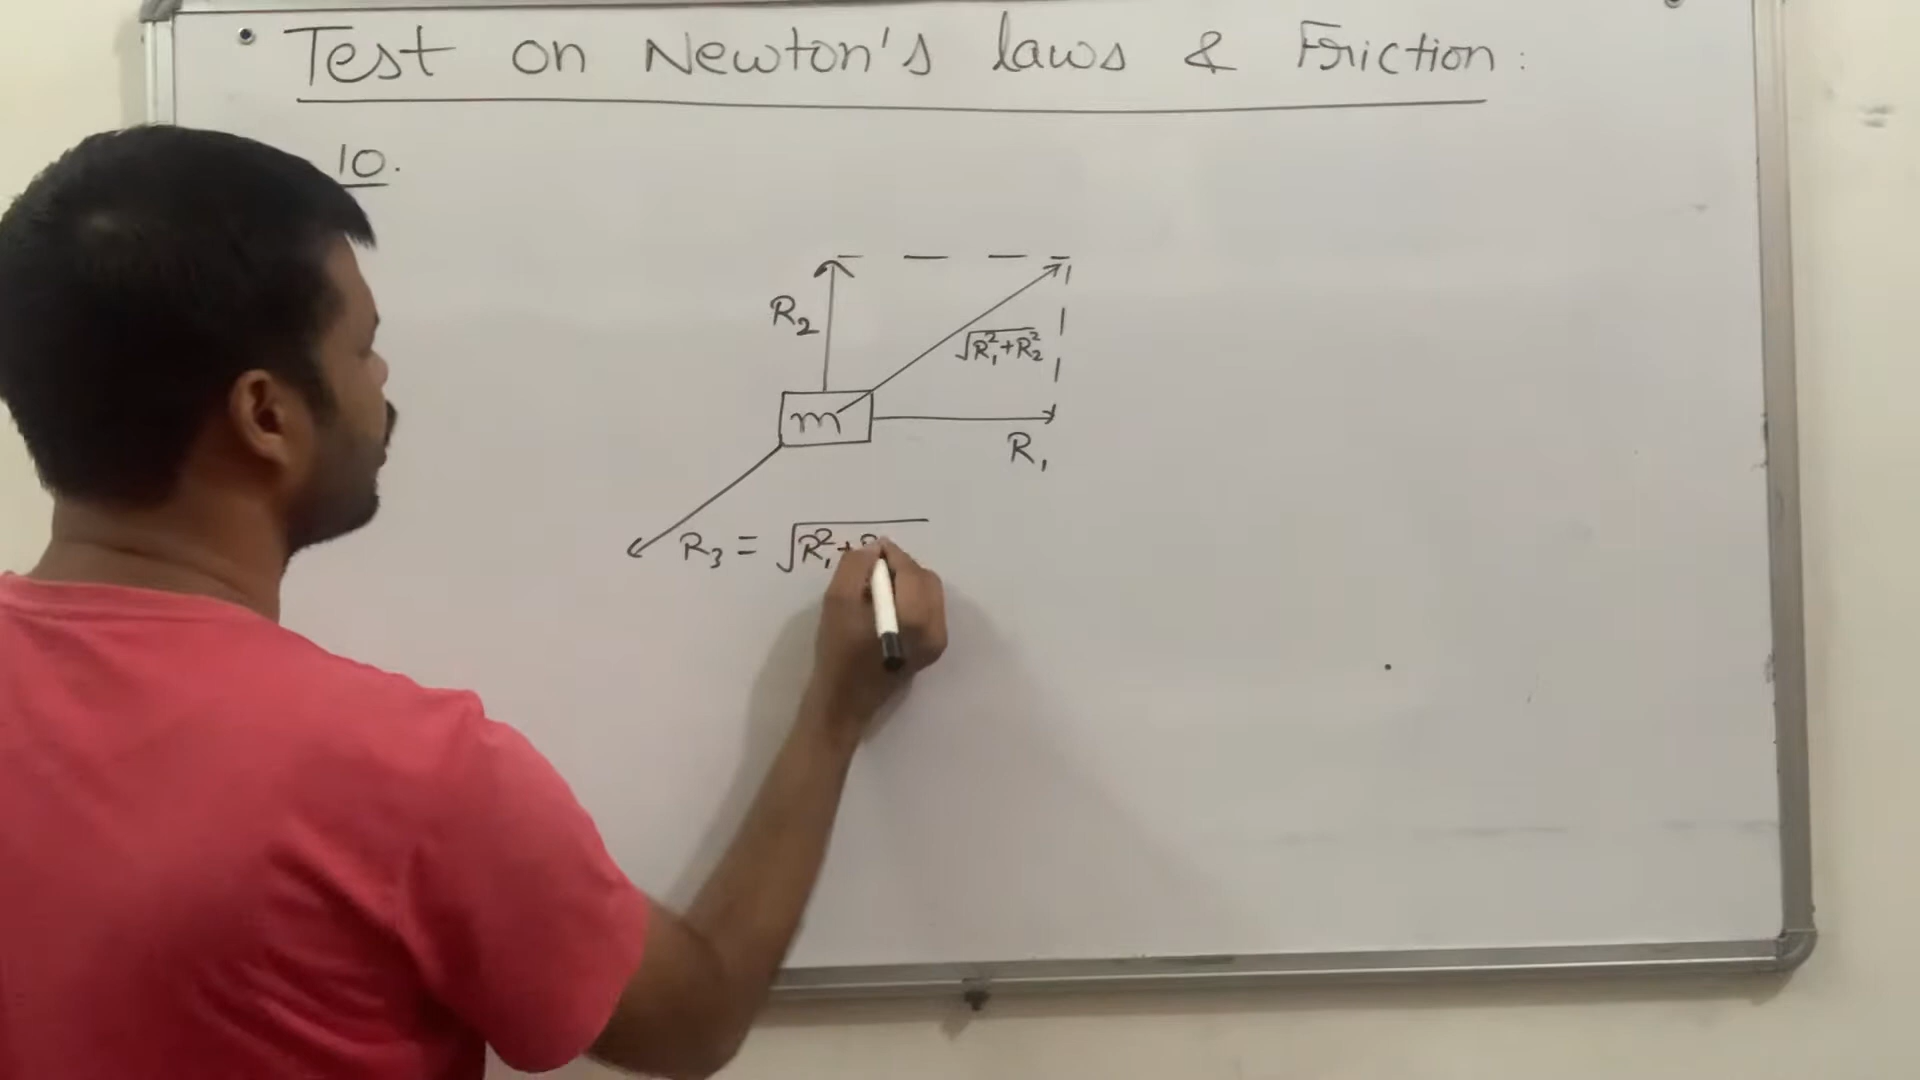 • Test on Newton's laws & Friction:
10.
R₂
√R₁²+R₂²
m
R₁
R₃ = √R₁²+